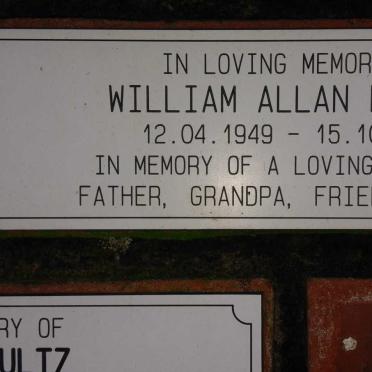 IN LOVING MEMOR
WILLIAM ALLAN
12.04.1949 - 15.10
IN MEMORY OF A LOVING
FATHER, GRANDPA, FRIE
RY OF
ULTZ